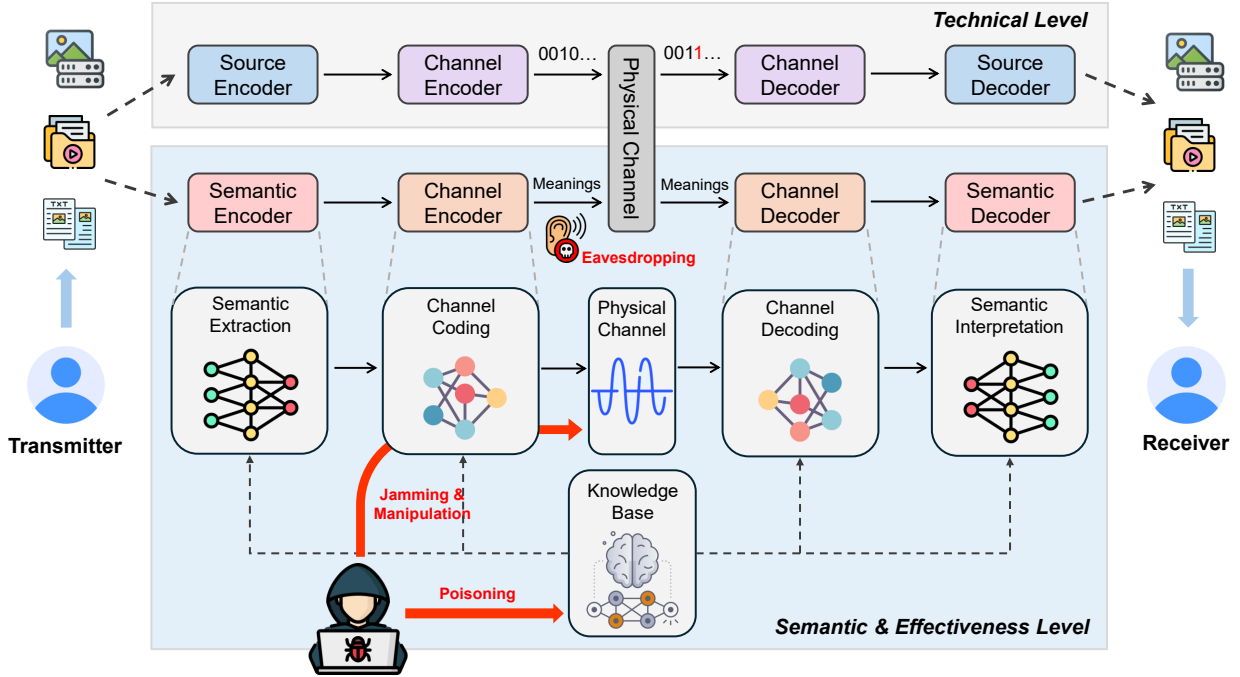 Technical Level
Source
Encoder
Channel
Encoder
0010…
Physical Channel
0011…
Channel
Decoder
Source
Decoder
TXT
TXT
Semantic
Encoder
Channel
Encoder
Meanings
Meanings
Channel
Decoder
Semantic
Decoder
Eavesdropping
Semantic
Extraction
Channel
Coding
Physical
Channel
Channel
Decoding
Semantic
Interpretation
Transmitter
Receiver
Jamming &
Manipulation
Knowledge
Base
Poisoning
Semantic & Effectiveness Level